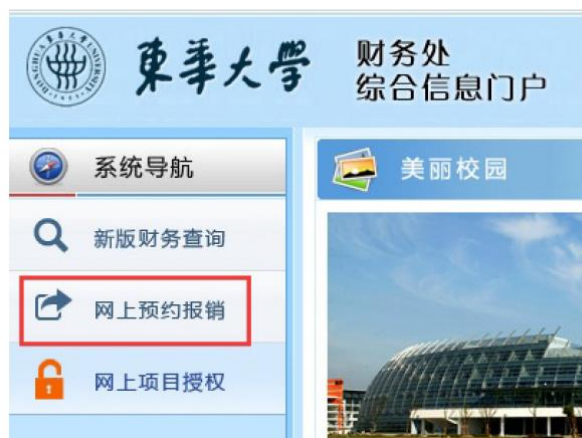 東華大學
财务处
综合信息门户
系统导航
美丽校园
新版财务查询
网上预约报销
网上项目授权